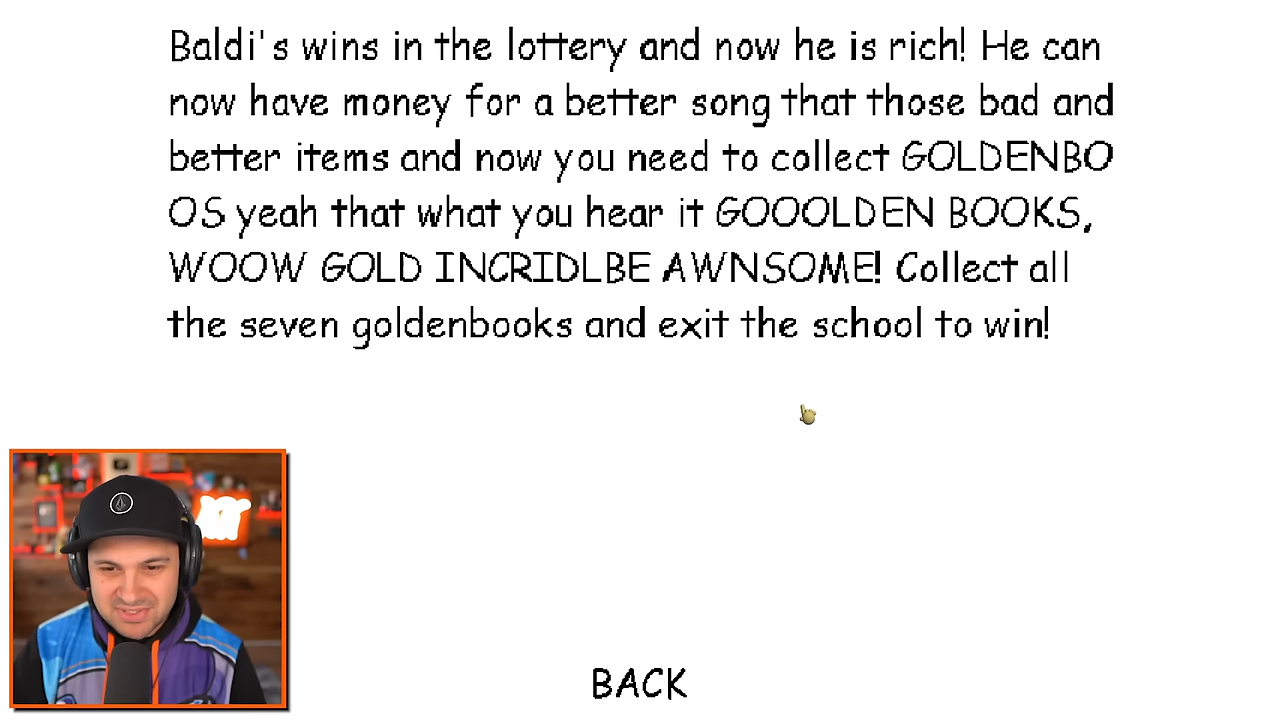 Baldi's wins in the lottery and now he is rich! He can
now have money for a better song that those bad and
better items and now you need to collect GOLDENBO
OS yeah that what you hear it GOOOLDEN BOOKS,
WOOW GOLD INCRIDLBE AWNSOME! Collect all
the seven goldenbooks and exit the school to win!
BACK